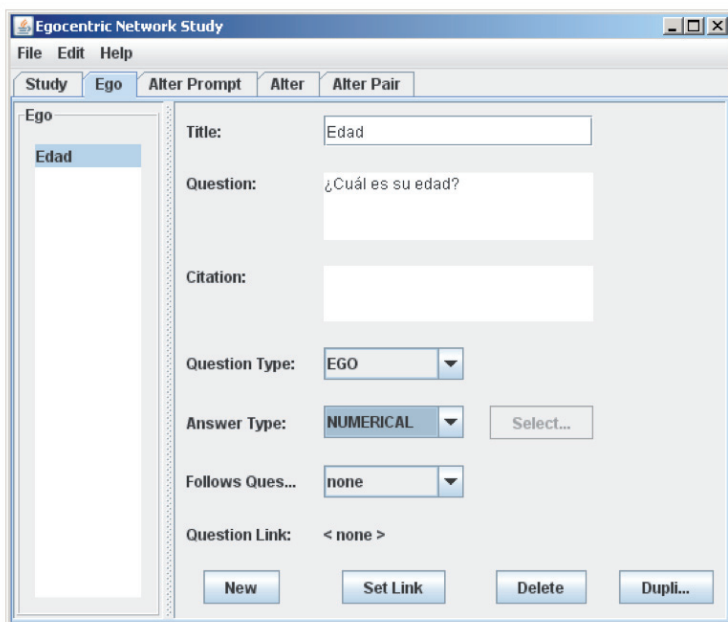 Egocentric Network Study
File Edit Help
Study Ego Alter Prompt Alter Alter Pair
Ego
Edad
Title: Edad
Question: ¿Cuál es su edad?
Citation:
Question Type: EGO
Answer Type: NUMERICAL Select...
Follows Ques... none
Question Link: < none >
New Set Link Delete Dupli...